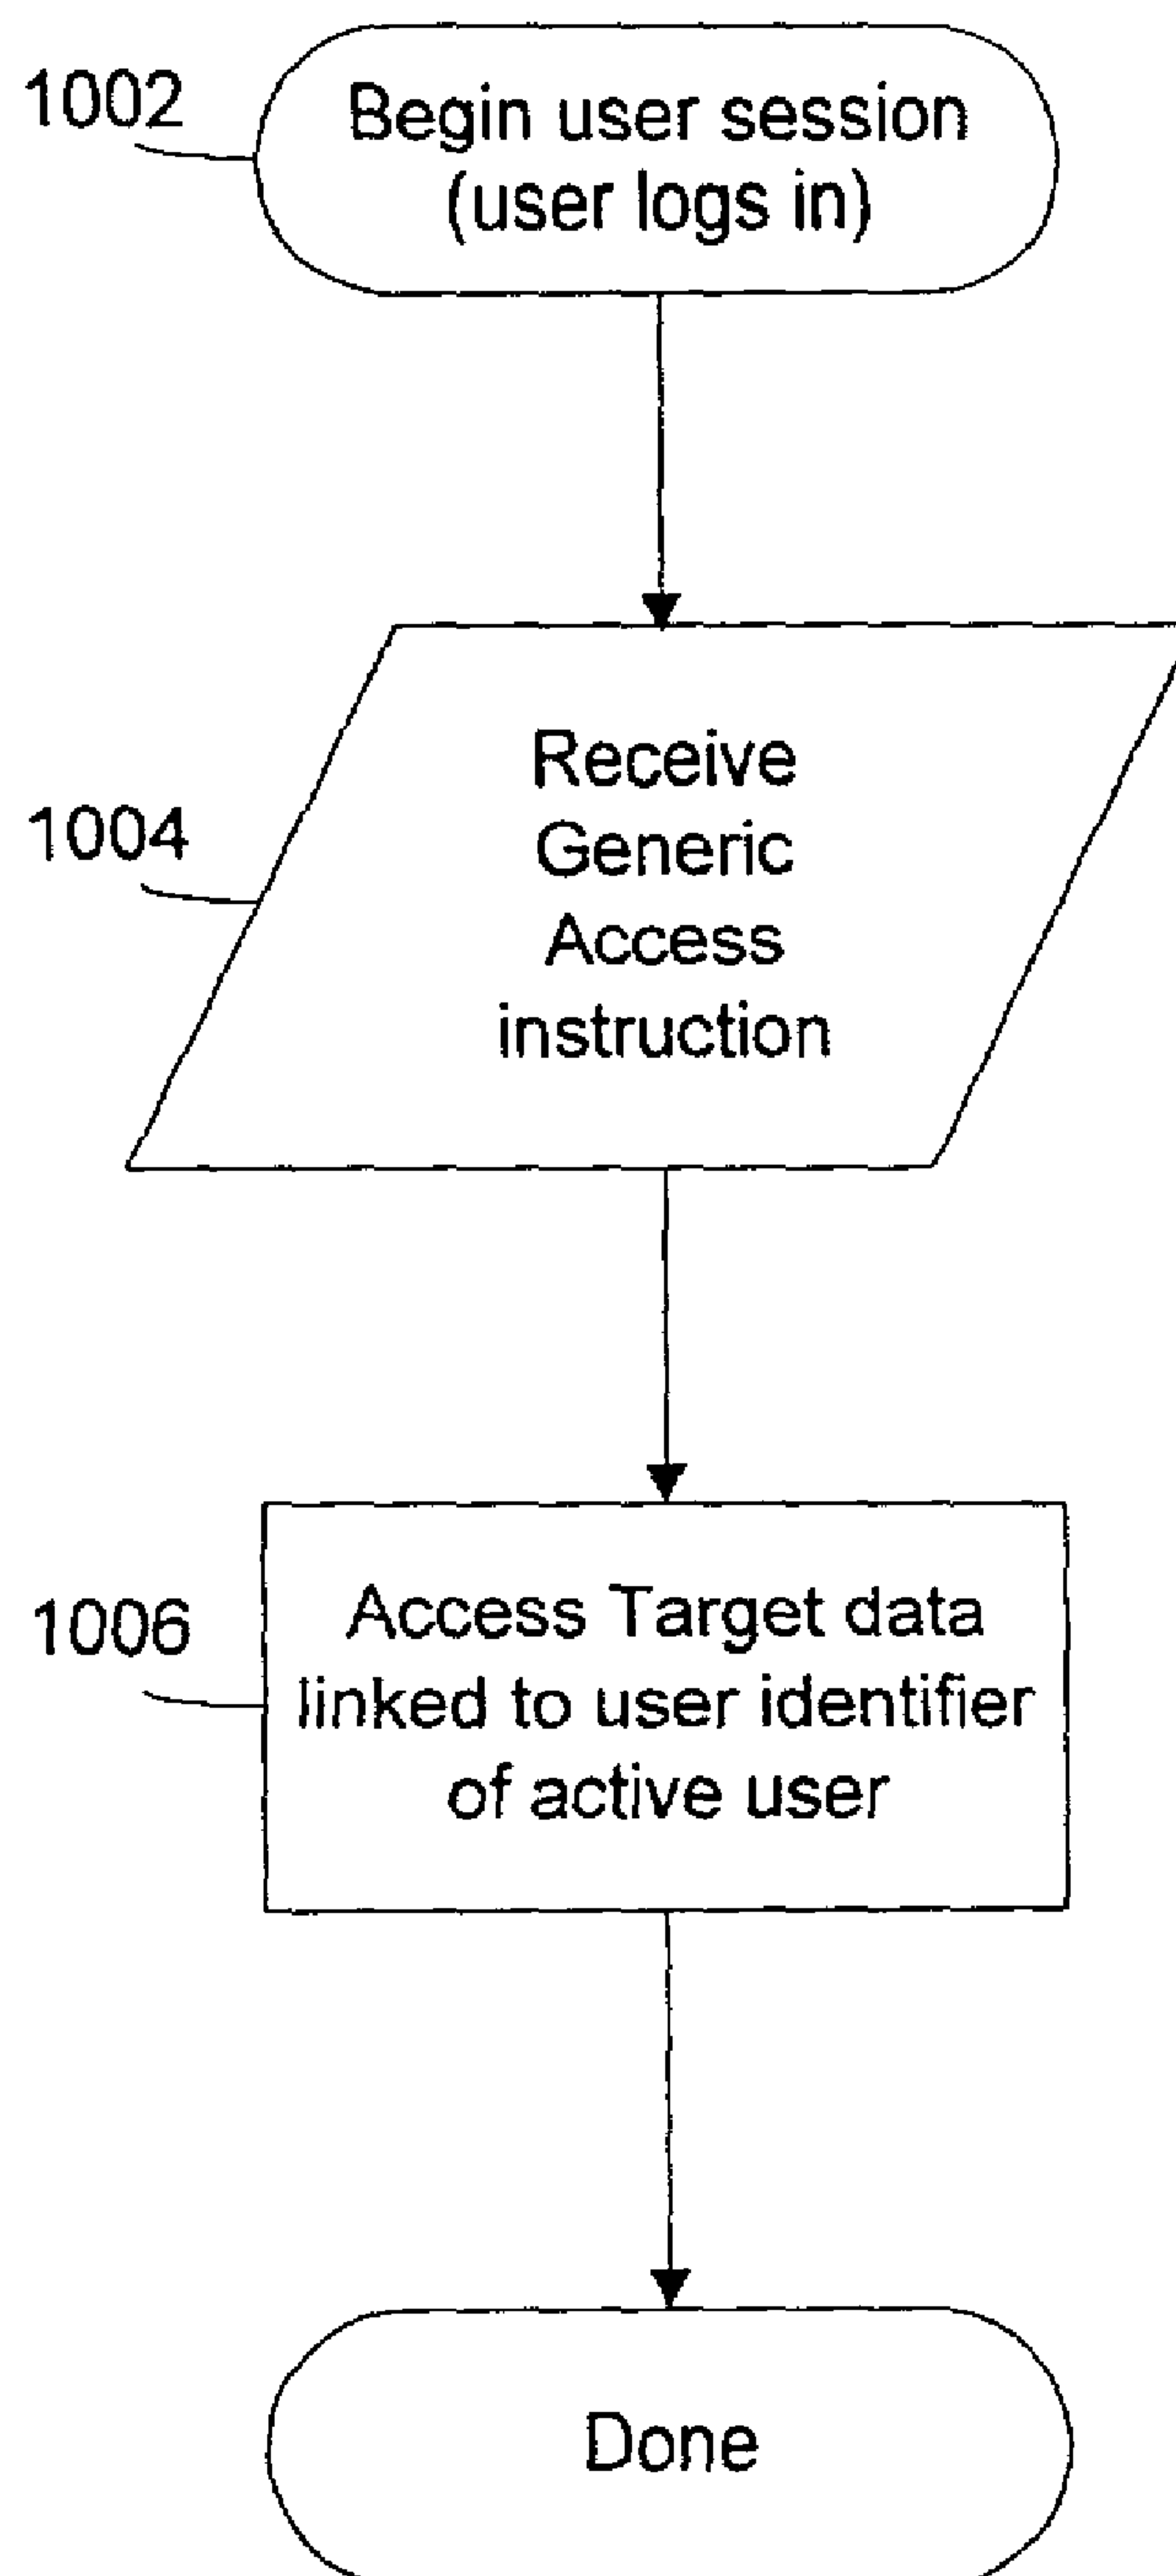 1002
Begin user session
(user logs in)
1004
Receive
Generic
Access
instruction
1006
Access Target data
linked to user identifier
of active user
Done